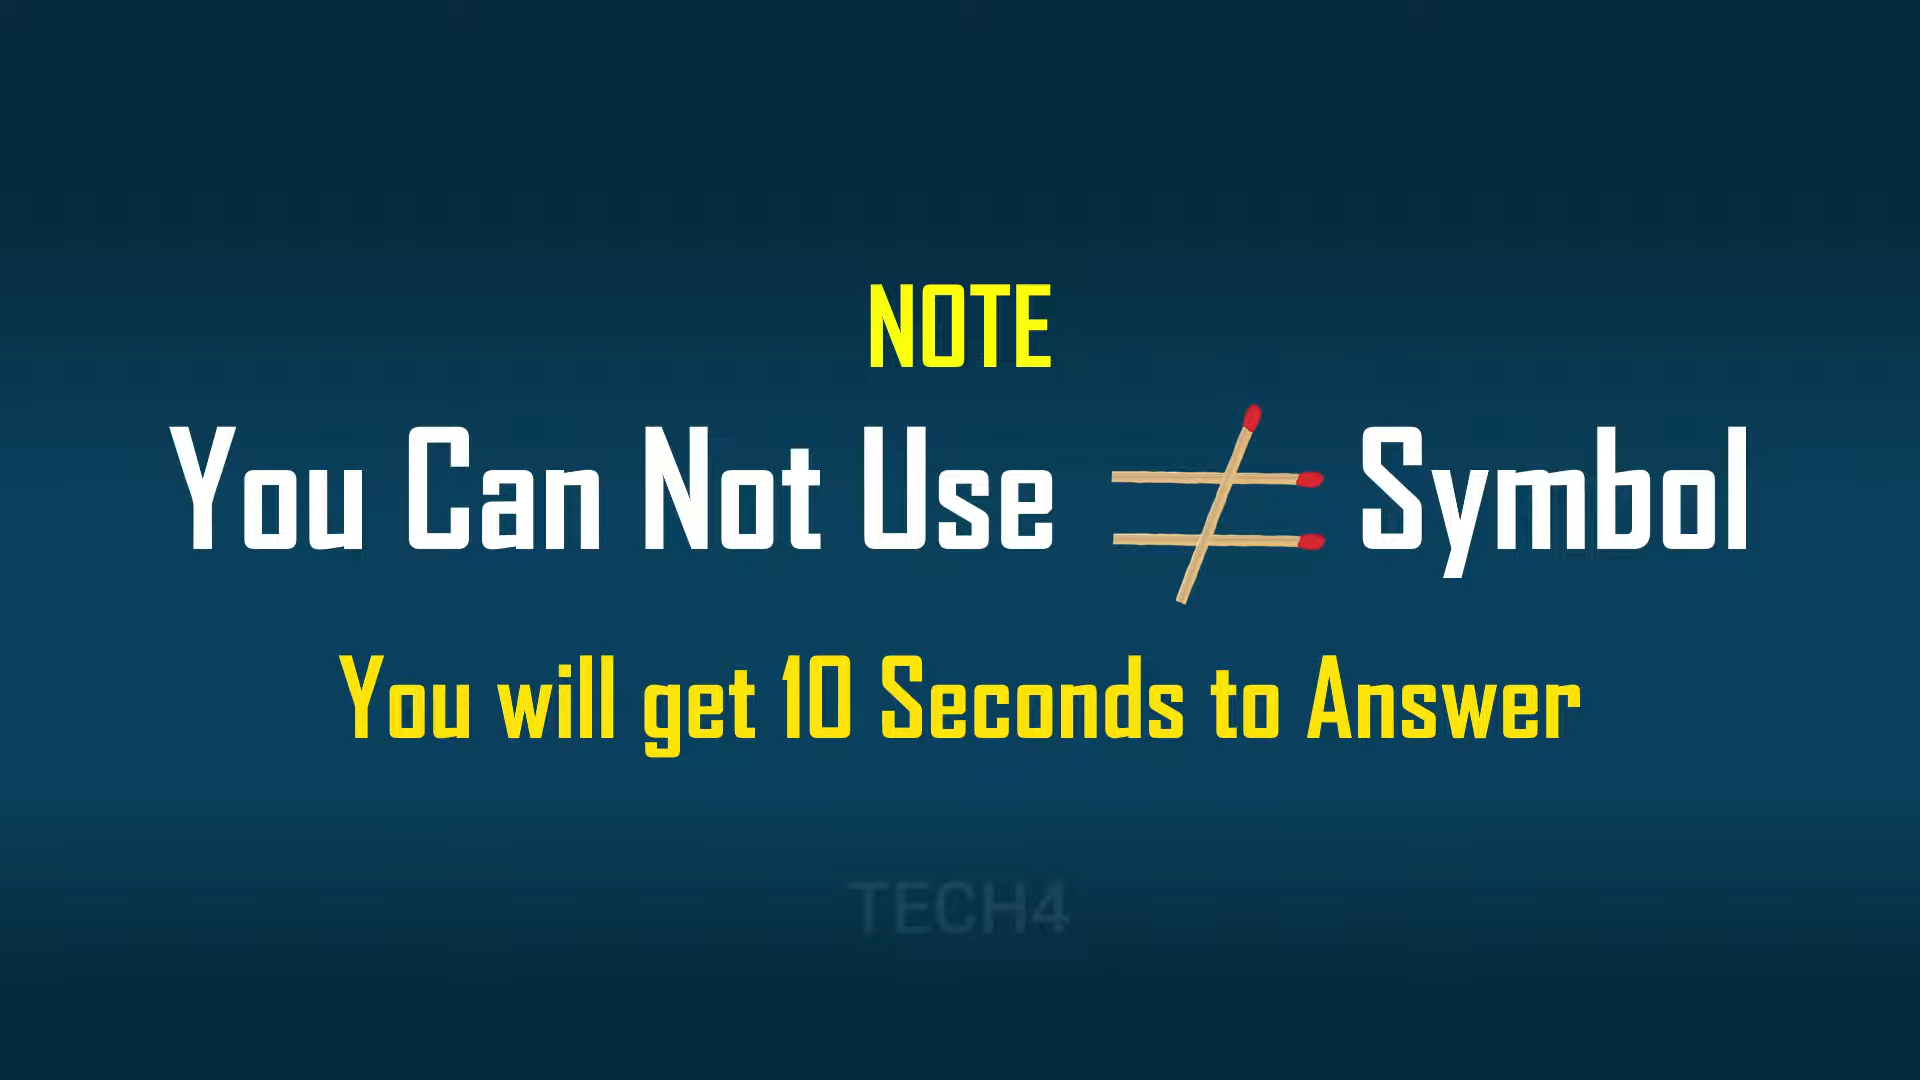 NOTE
You Can Not Use ≠ Symbol
You will get 10 Seconds to Answer
TECH4